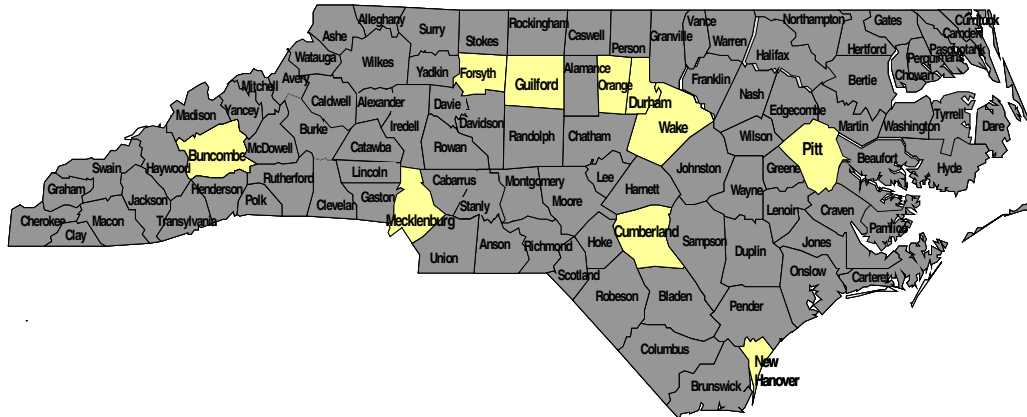 Alleghany
Rockingham
Vance
Northampton
Gates
Currituck
Ashe
Surry
Stokes
Caswell
Person
Granville
Warren
Halifax
Hertford
Camden
Pasquotank
Perquimans
Watauga
Wilkes
Yadkin
Forsyth
Guilford
Alamance
Orange
Durham
Franklin
Nash
Bertie
Chowan
Mitchell
Avery
Madison
Yancey
Caldwell
Alexander
Davie
Davidson
Iredell
Edgecombe
Martin
Washington
Tyrrell
Dare
Burke
McDowell
Catawba
Rowan
Randolph
Chatham
Wake
Wilson
Pitt
Beaufort
Hyde
Buncombe
Haywood
Swain
Graham
Jackson
Henderson
Rutherford
Polk
Lincoln
Gaston
Clevelan
Cabarrus
Stanly
Montgomery
Moore
Lee
Harnett
Johnston
Greene
Wayne
Lenoir
Craven
Pamlico
Cherokee
Macon
Clay
Transylvania
Mecklenburg
Union
Anson
Richmond
Hoke
Cumberland
Sampson
Duplin
Jones
Onslow
Carteret
Scotland
Robeson
Bladen
Pender
Columbus
Brunswick
New
Hanover